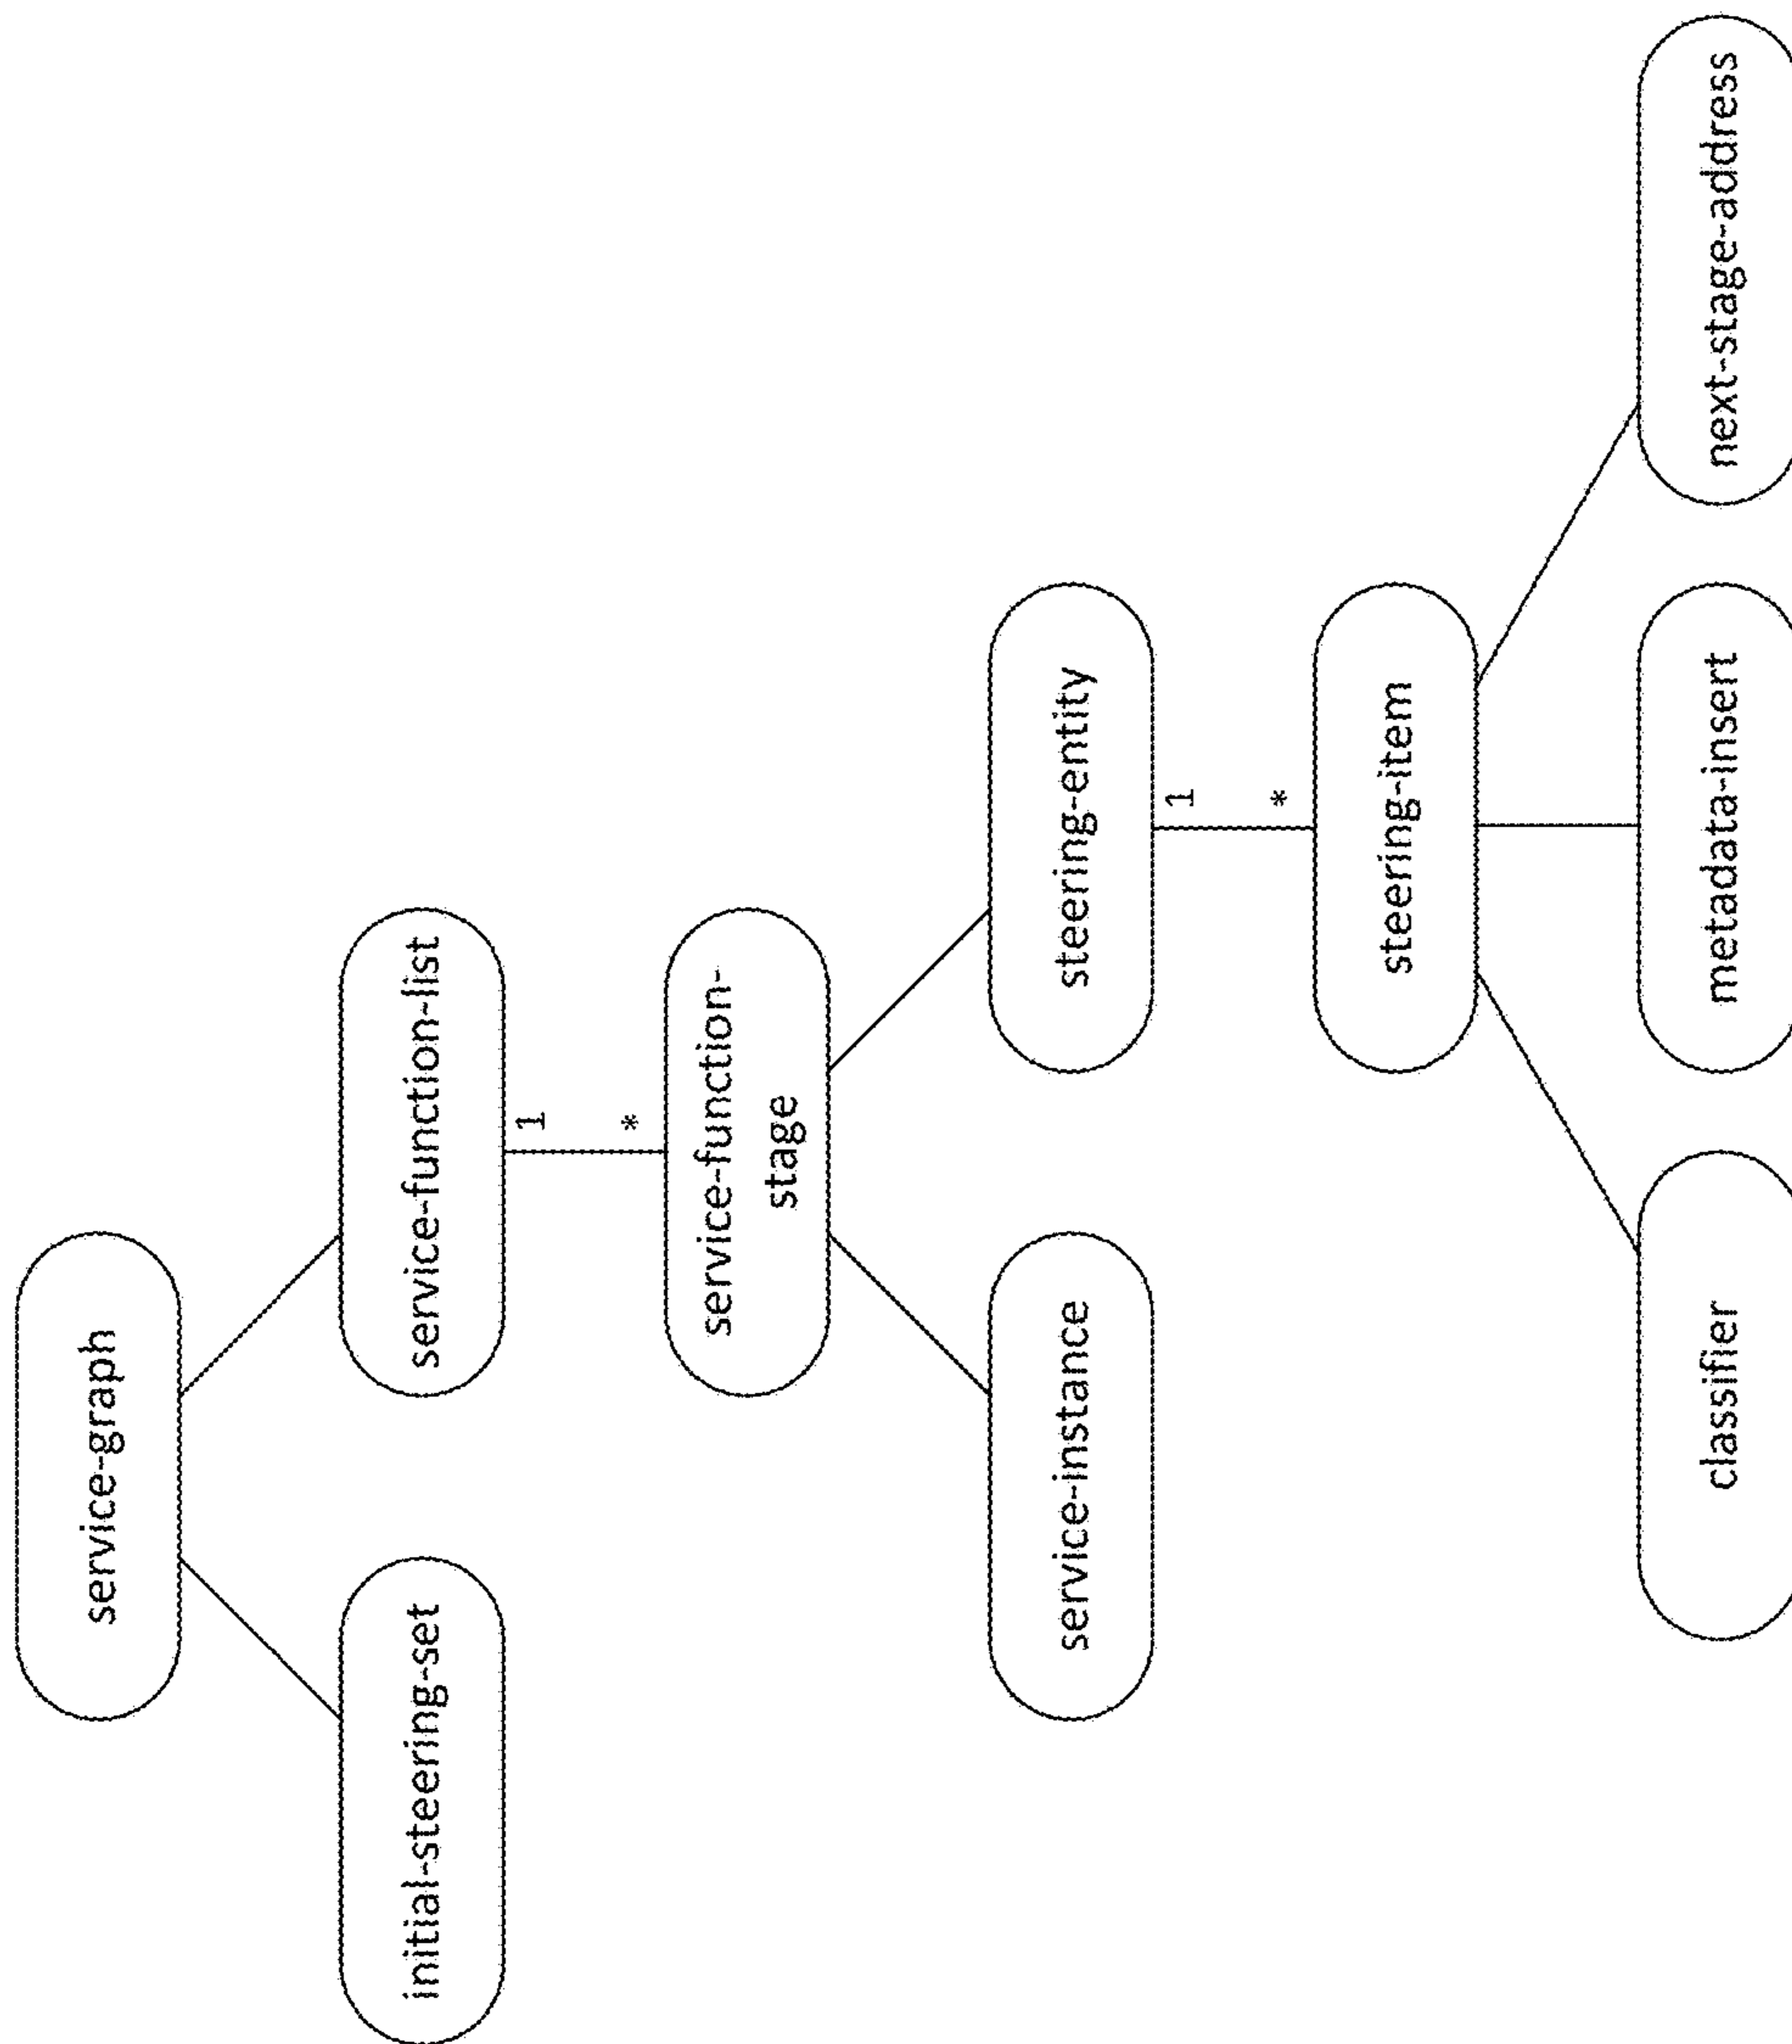 service-graph
initial-steering-set
service-function-list
1
*
service-function-
stage
service-instance
steering-entity
1
*
steering-item
classifier
metadata-insert
next-stage-address